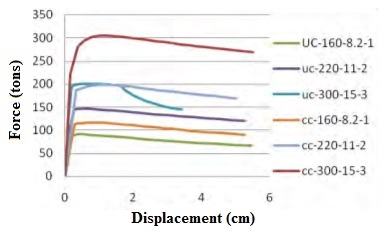 350
300
250
200
150
100
50
0
Force (tons)
0 2 4 6 8
Displacement (cm)
UC-160-8.2-1
uc-220-11-2
uc-300-15-3
cc-160-8.2-1
cc-220-11-2
cc-300-15-3